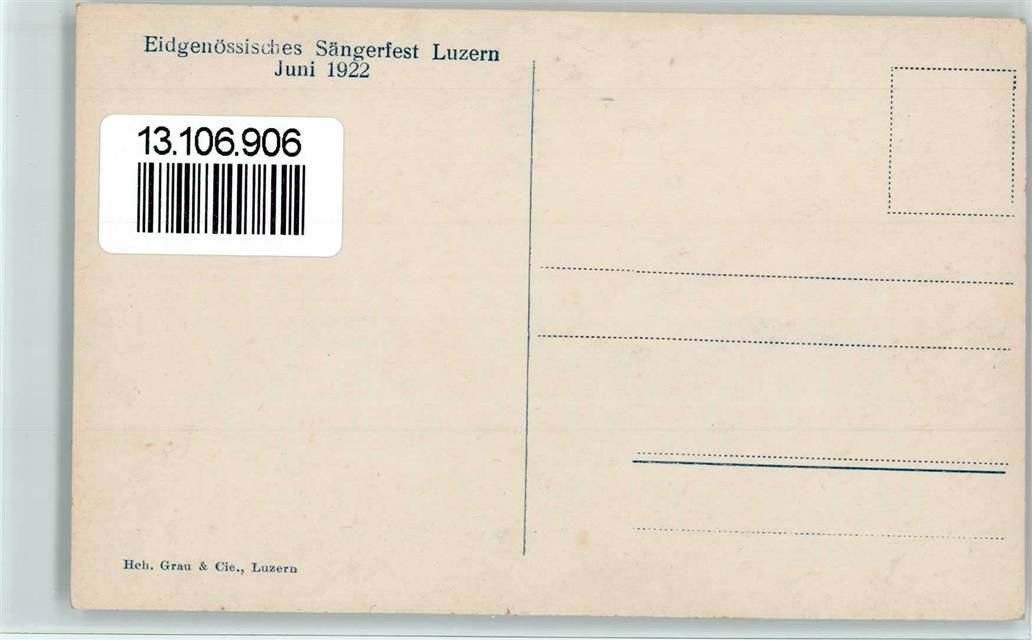 Eidgenössisches Sängerfest Luzern
Juni 1922
13.106.906
Hch. Grau & Cie., Luzern